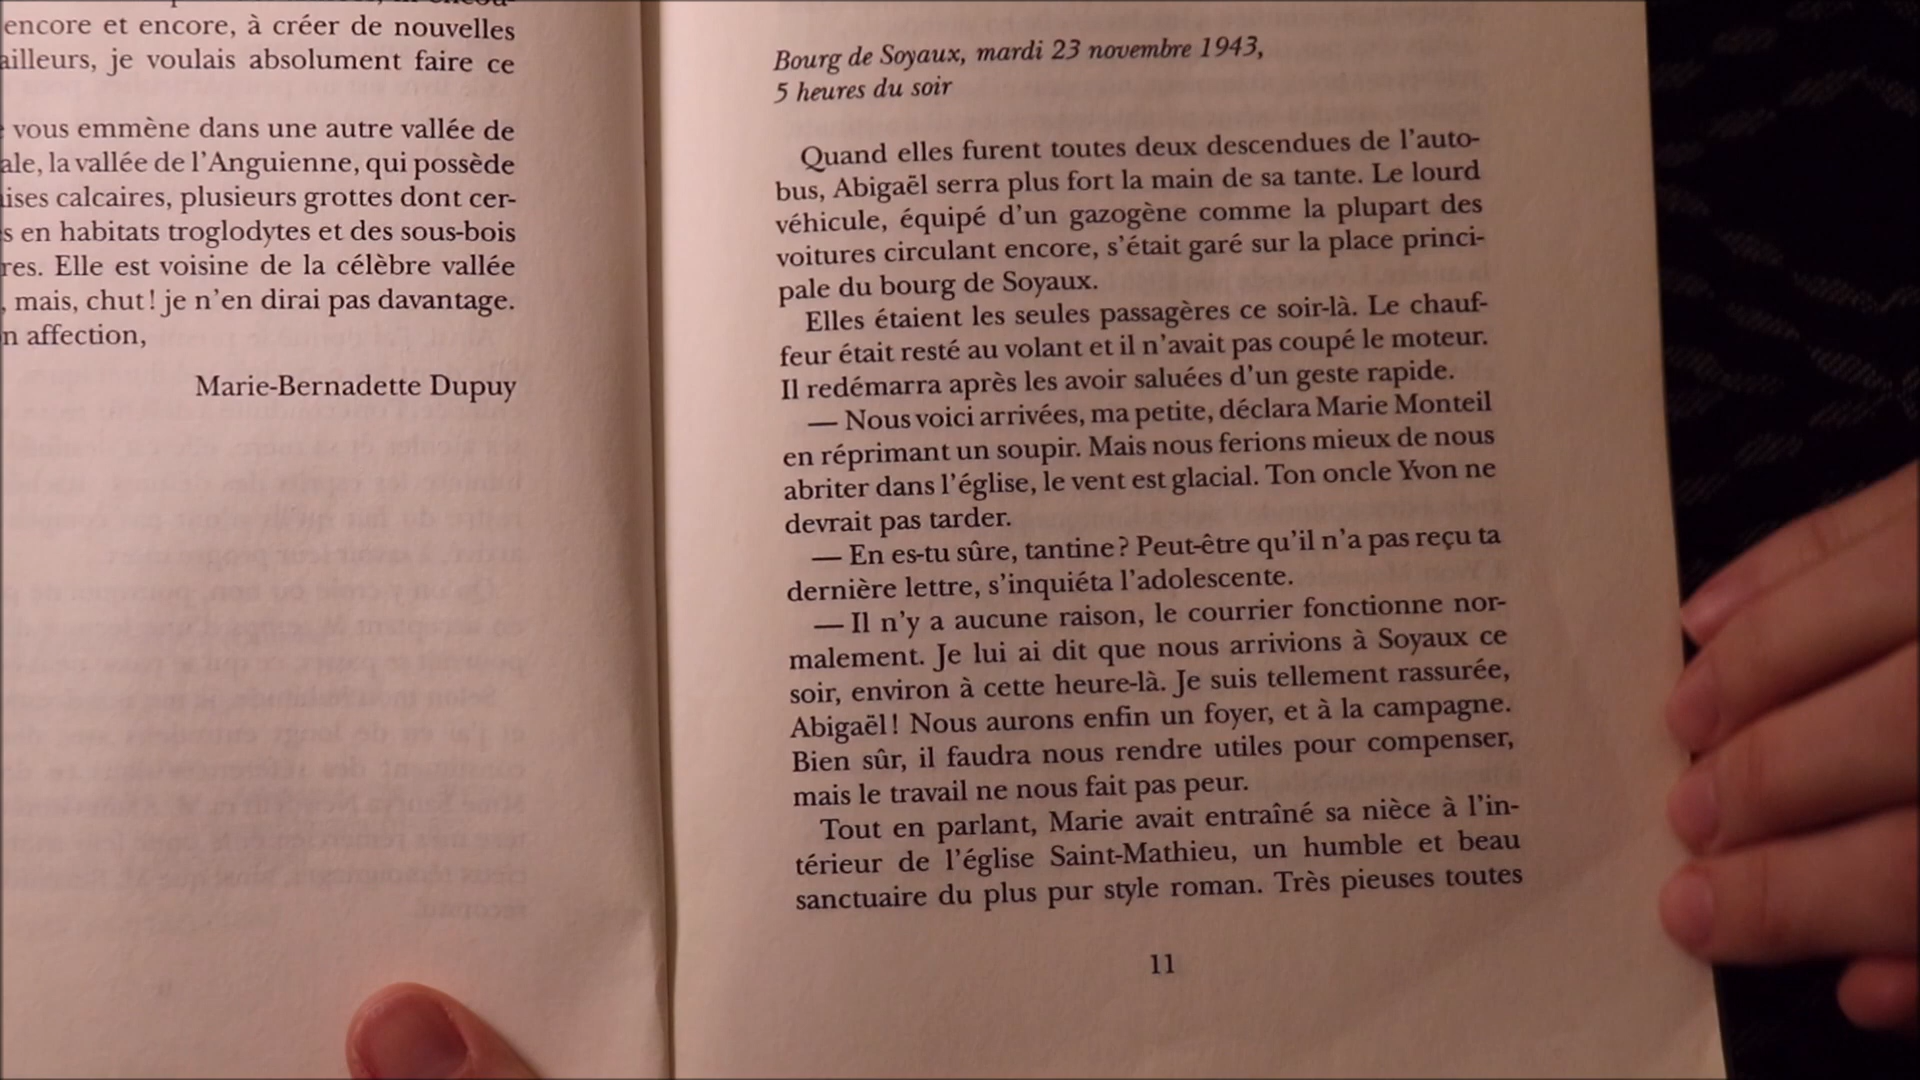 encore et encore, à créer de nouvelles
ailleurs, je voulais absolument faire ce
vous emmène dans une autre vallée de
ale, la vallée de l'Anguienne, qui possède
ises calcaires, plusieurs grottes dont cer-
s en habitats troglodytes et des sous-bois
res. Elle est voisine de la célèbre vallée
, mais, chut ! je n'en dirai pas davantage.
n affection,
Marie-Bernadette Dupuy
Bourg de Soyaux, mardi 23 novembre 1943,
5 heures du soir
Quand elles furent toutes deux descendues de l'auto-
bus, Abigaël serra plus fort la main de sa tante. Le lourd
véhicule, équipé d'un gazogène comme la plupart des
voitures circulant encore, s'était garé sur la place princi-
pale du bourg de Soyaux.
Elles étaient les seules passagères ce soir-là. Le chauf-
feur était resté au volant et il n'avait pas coupé le moteur.
Il redémarra après les avoir saluées d'un geste rapide.
— Nous voici arrivées, ma petite, déclara Marie Monteil
en réprimant un soupir. Mais nous ferions mieux de nous
abriter dans l'église, le vent est glacial. Ton oncle Yvon ne
devrait pas tarder.
— En es-tu sûre, tantine ? Peut-être qu'il n'a pas reçu ta
dernière lettre, s'inquiéta l'adolescente.
— Il n'y a aucune raison, le courrier fonctionne nor-
malement. Je lui ai dit que nous arrivions à Soyaux ce
soir, environ à cette heure-là. Je suis tellement rassurée,
Abigaël ! Nous aurons enfin un foyer, et à la campagne.
Bien sûr, il faudra nous rendre utiles pour compenser,
mais le travail ne nous fait pas peur.
Tout en parlant, Marie avait entraîné sa nièce à l'in-
térieur de l'église Saint-Mathieu, un humble et beau
sanctuaire du plus pur style roman. Très pieuses toutes
11